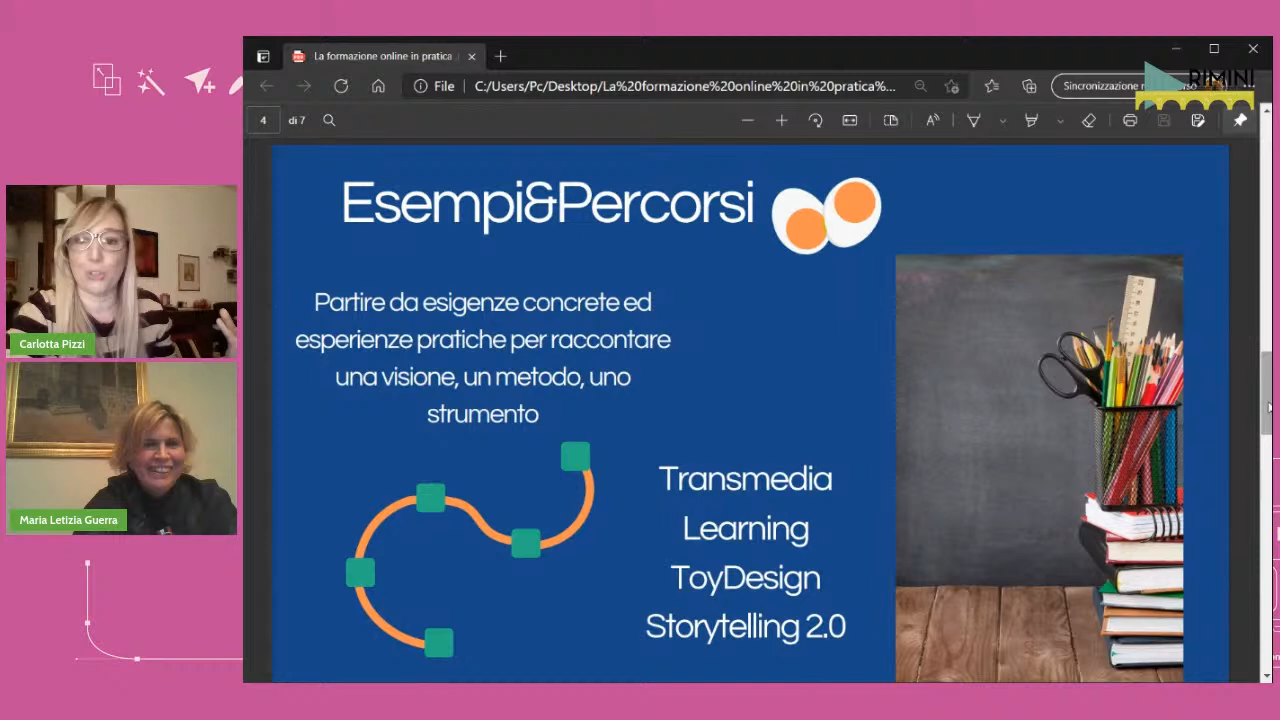 La formazione online in pratica
File
C:/Users/Pc/Desktop/La%20formazione%20online%20in%20pratica%...
Sincronizzazione
RIMINI
4 di 7
Esempi&Percorsi
Partire da esigenze concrete ed
esperienze pratiche per raccontare
una visione, un metodo, uno
strumento
Transmedia
Learning
ToyDesign
Storytelling 2.0
Carlotta Pizzi
Maria Letizia Guerra